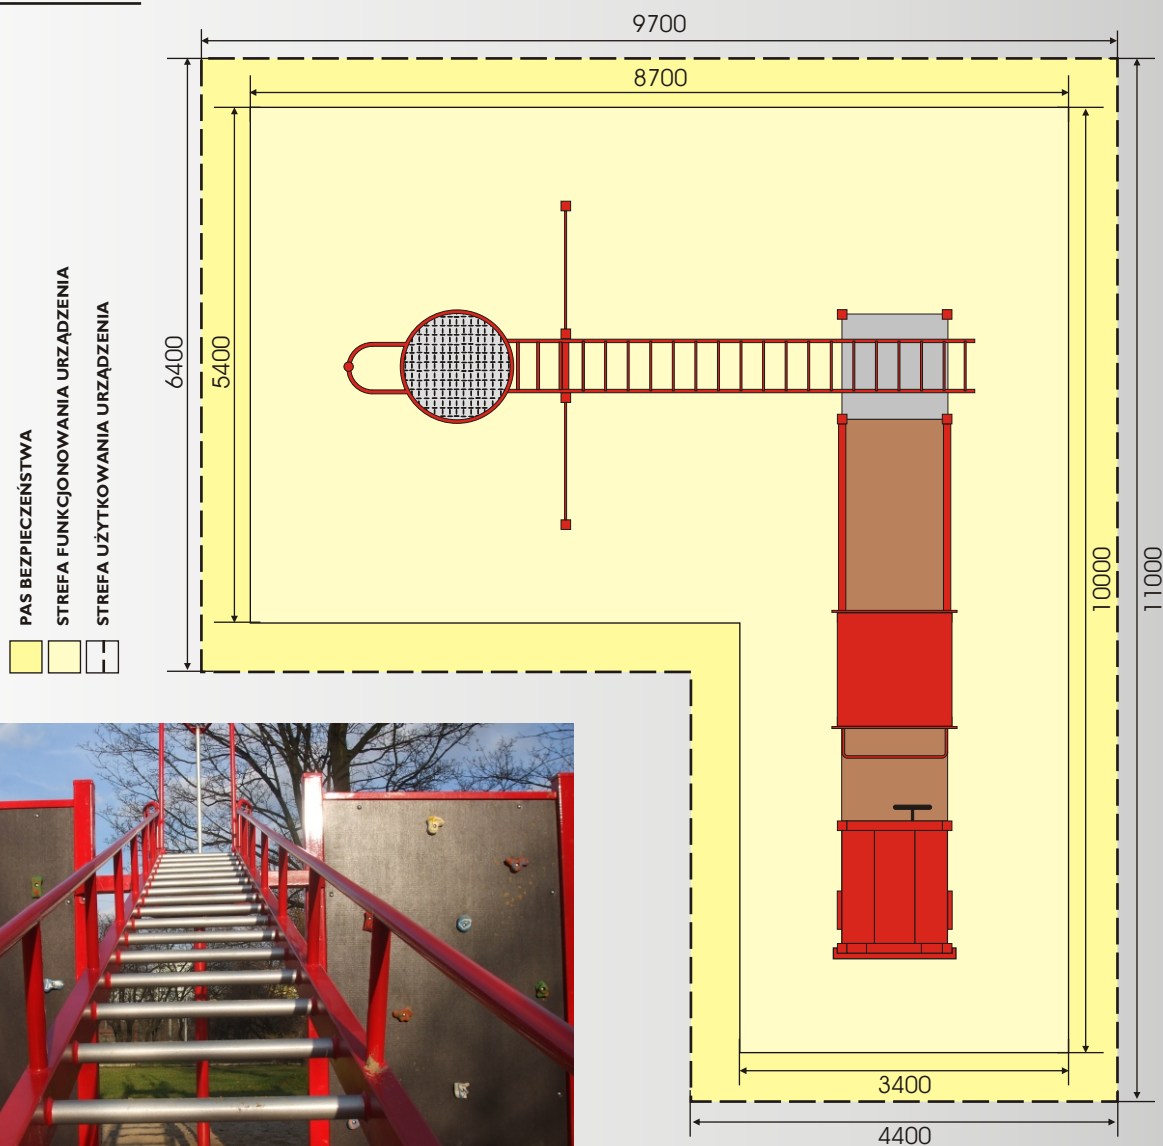 9700
8700
6400
5400
10000
11000
3400
4400
PAS BEZPIECZEŃSTWA
STREFA FUNKCJONOWANIA URZĄDZENIA
STREFA UŻYTKOWANIA URZĄDZENIA